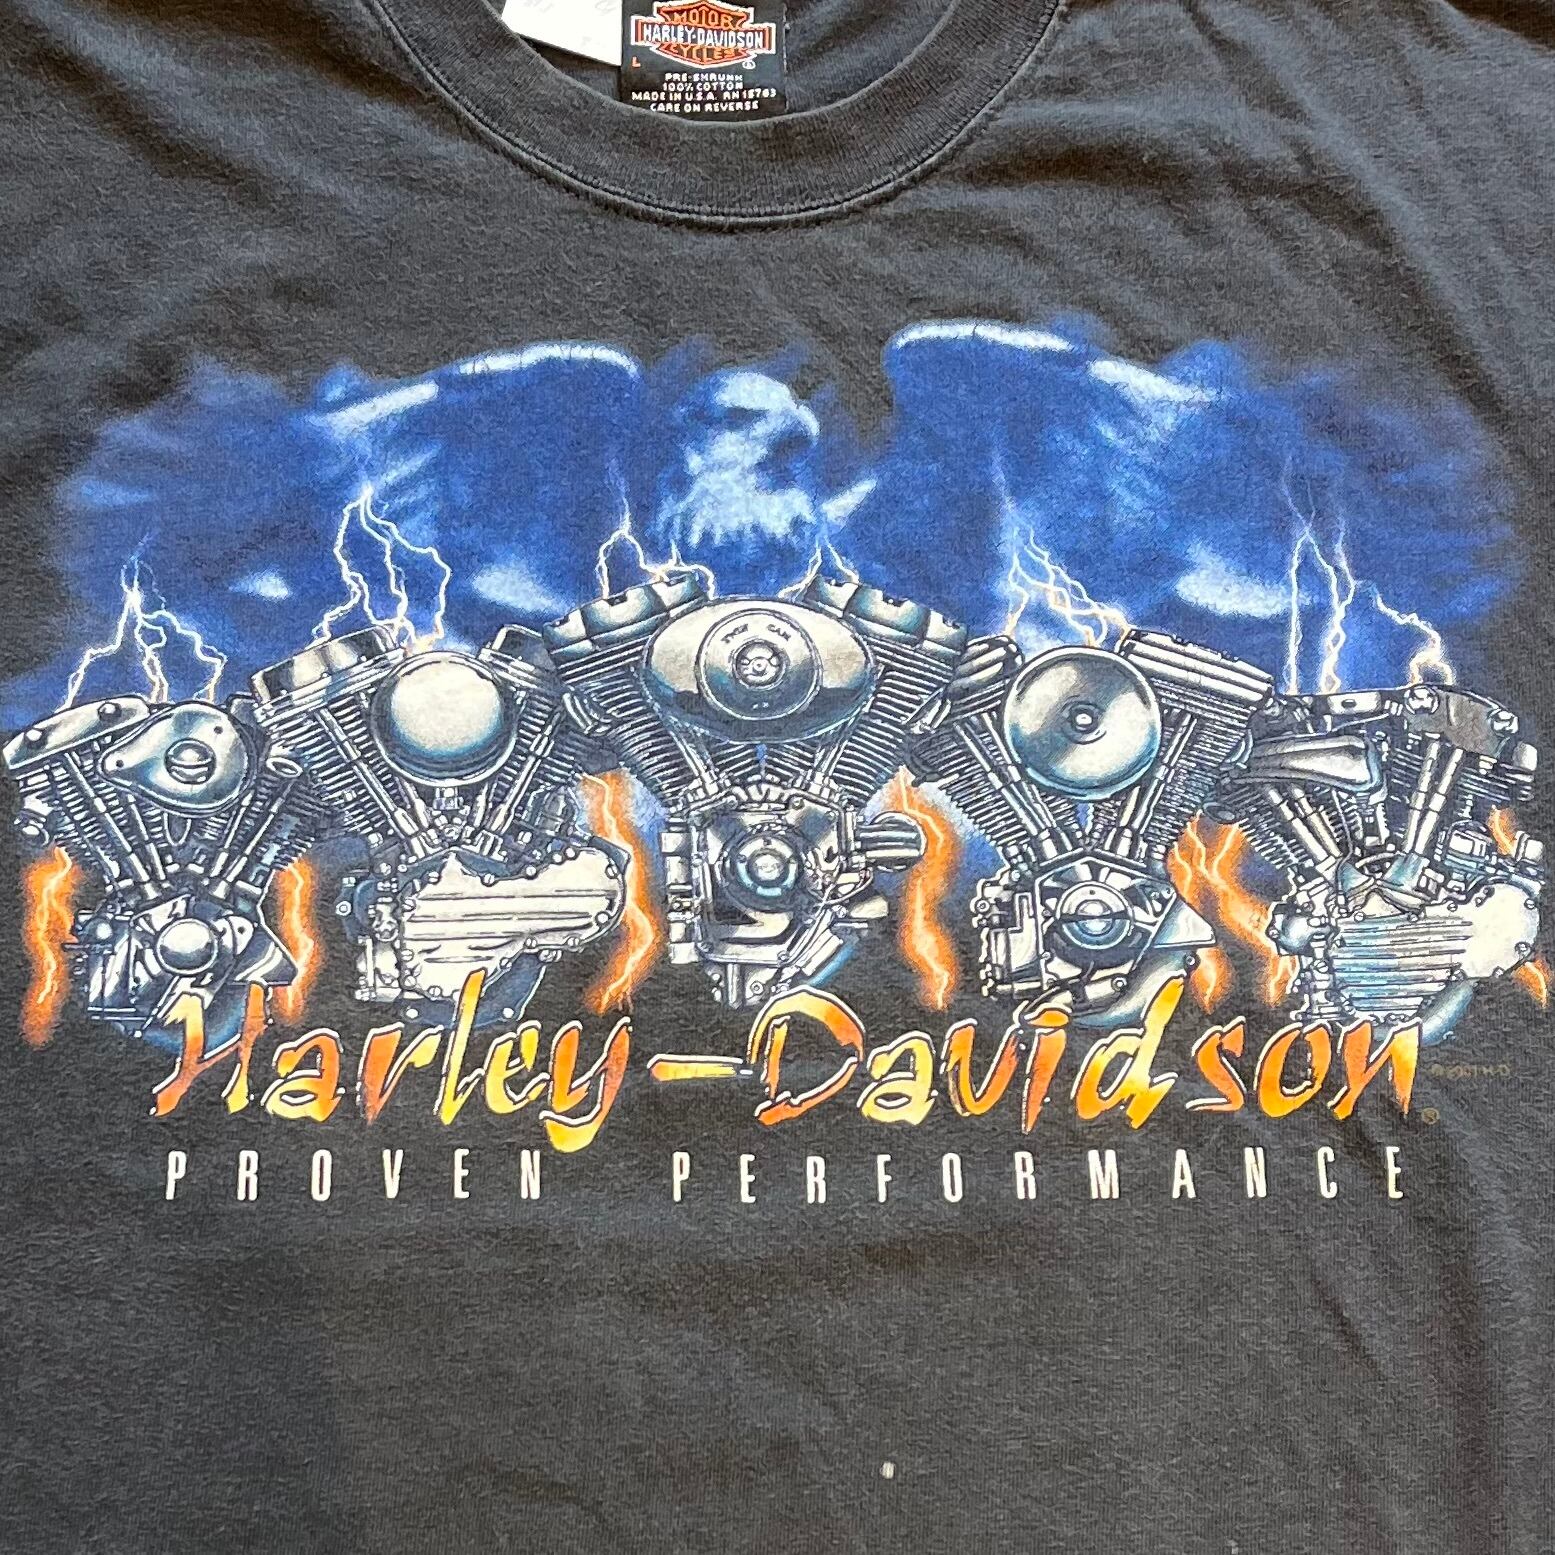 MOTOR
HARLEY-DAVIDSON
CYCLES
L
PRE-SHRUNK
100% COTTON
MADE IN U.S.A. RN 15763
CARE ON REVERSE
TWIN CAM
Harley-Davidson
®
PROVEN PERFORMANCE